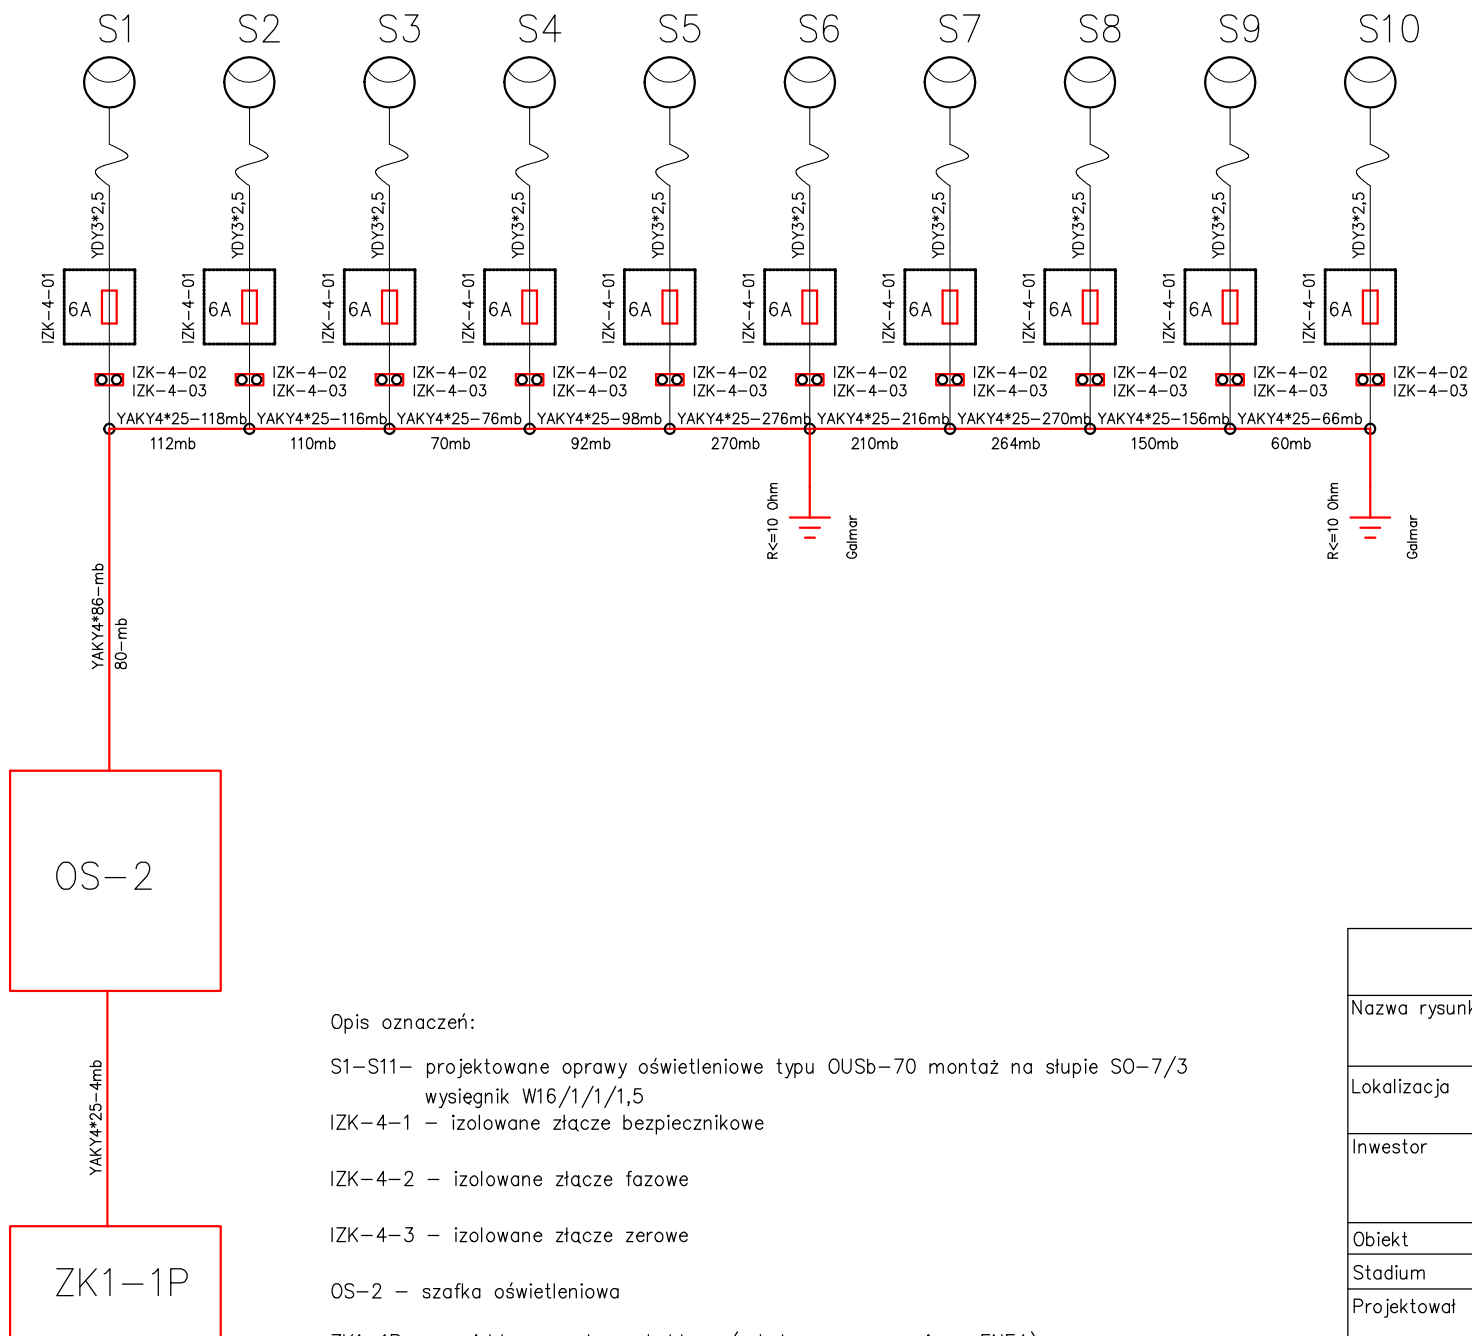 S1 S2 S3 S4 S5 S6 S7 S8 S9 S10
YDY3*2,5 YDY3*2,5 YDY3*2,5 YDY3*2,5 YDY3*2,5 YDY3*2,5 YDY3*2,5 YDY3*2,5 YDY3*2,5 YDY3*2,5
IZK-4-01 6A IZK-4-01 6A IZK-4-01 6A IZK-4-01 6A IZK-4-01 6A IZK-4-01 6A IZK-4-01 6A IZK-4-01 6A IZK-4-01 6A IZK-4-01 6A
IZK-4-02 IZK-4-02 IZK-4-02 IZK-4-02 IZK-4-02 IZK-4-02 IZK-4-02 IZK-4-02 IZK-4-02 IZK-4-02
IZK-4-03 IZK-4-03 IZK-4-03 IZK-4-03 IZK-4-03 IZK-4-03 IZK-4-03 IZK-4-03 IZK-4-03 IZK-4-03
YAKY4*25-118mb YAKY4*25-116mb YAKY4*25-76mb YAKY4*25-98mb YAKY4*25-276mb YAKY4*25-216mb YAKY4*25-270mb YAKY4*25-156mb YAKY4*25-66mb
112mb 110mb 70mb 92mb 270mb 210mb 264mb 150mb 60mb
R<=10 Ohm Galmar R<=10 Ohm Galmar
YAKY4*86-mb
80-mb
OS-2
YAKY4*25-4mb
ZK1-1P
Opis oznaczeń:
S1-S11- projektowane oprawy oświetleniowe typu OUSb-70 montaż na słupie SO-7/3
wysięgnik W16/1/1/1,5
IZK-4-1 - izolowane złącze bezpiecznikowe
IZK-4-2 - izolowane złącze fazowe
IZK-4-3 - izolowane złącze zerowe
OS-2 - szafka oświetleniowa
Nazwa rysunk
Lokalizacja
Inwestor
Obiekt
Stadium
Projektował